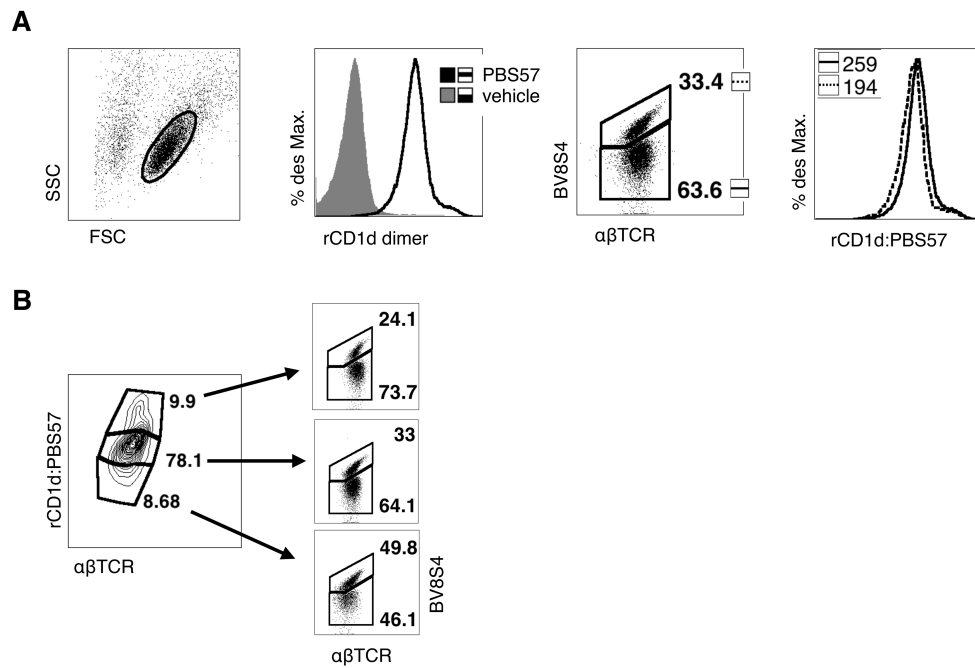 A
SSC
FSC
% des Max.
PBS57
vehicle
rCD1d dimer
BV8S4
33.4
63.6
αβTCR
% des Max.
259
194
rCD1d:PBS57
B
rCD1d:PBS57
9.9
78.1
8.68
αβTCR
24.1
73.7
33
64.1
49.8
46.1
BV8S4
αβTCR